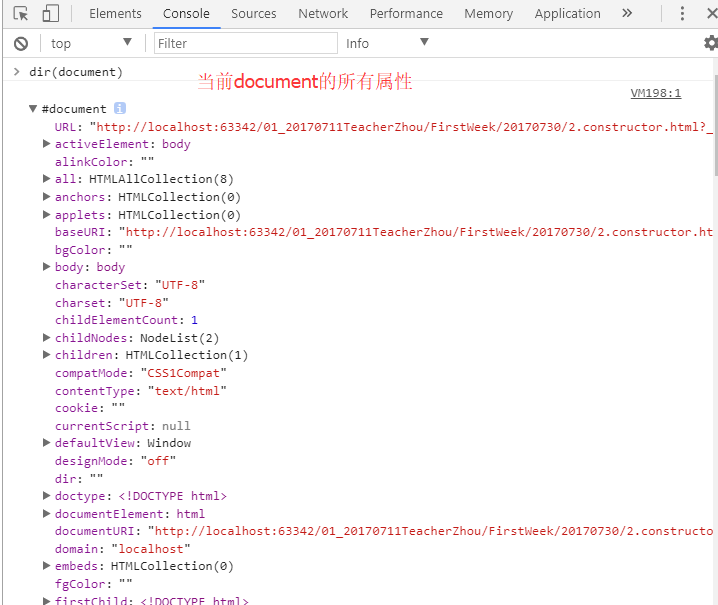 Elements Console Sources Network Performance Memory Application »
top Filter Info
> dir(document)
当前document的所有属性
VM198:1
▼ #document i
URL: "http://localhost:63342/01_20170711TeacherZhou/FirstWeek/20170730/2.constructor.html?_
▶ activeElement: body
alinkColor: ""
▶ all: HTMLAllCollection(8)
▶ anchors: HTMLCollection(0)
▶ applets: HTMLCollection(0)
baseURI: "http://localhost:63342/01_20170711TeacherZhou/FirstWeek/20170730/2.constructor.ht
bgColor: ""
▶ body: body
characterSet: "UTF-8"
charset: "UTF-8"
childElementCount: 1
▶ childNodes: NodeList(2)
▶ children: HTMLCollection(1)
compatMode: "CSS1Compat"
contentType: "text/html"
cookie: ""
currentScript: null
▶ defaultView: Window
designMode: "off"
dir: ""
▶ doctype: <!DOCTYPE html>
▶ documentElement: html
documentURI: "http://localhost:63342/01_20170711TeacherZhou/FirstWeek/20170730/2.constructo
domain: "localhost"
▶ embeds: HTMLCollection(0)
fgColor: ""
▶ firstChild: <!DOCTYPE html>